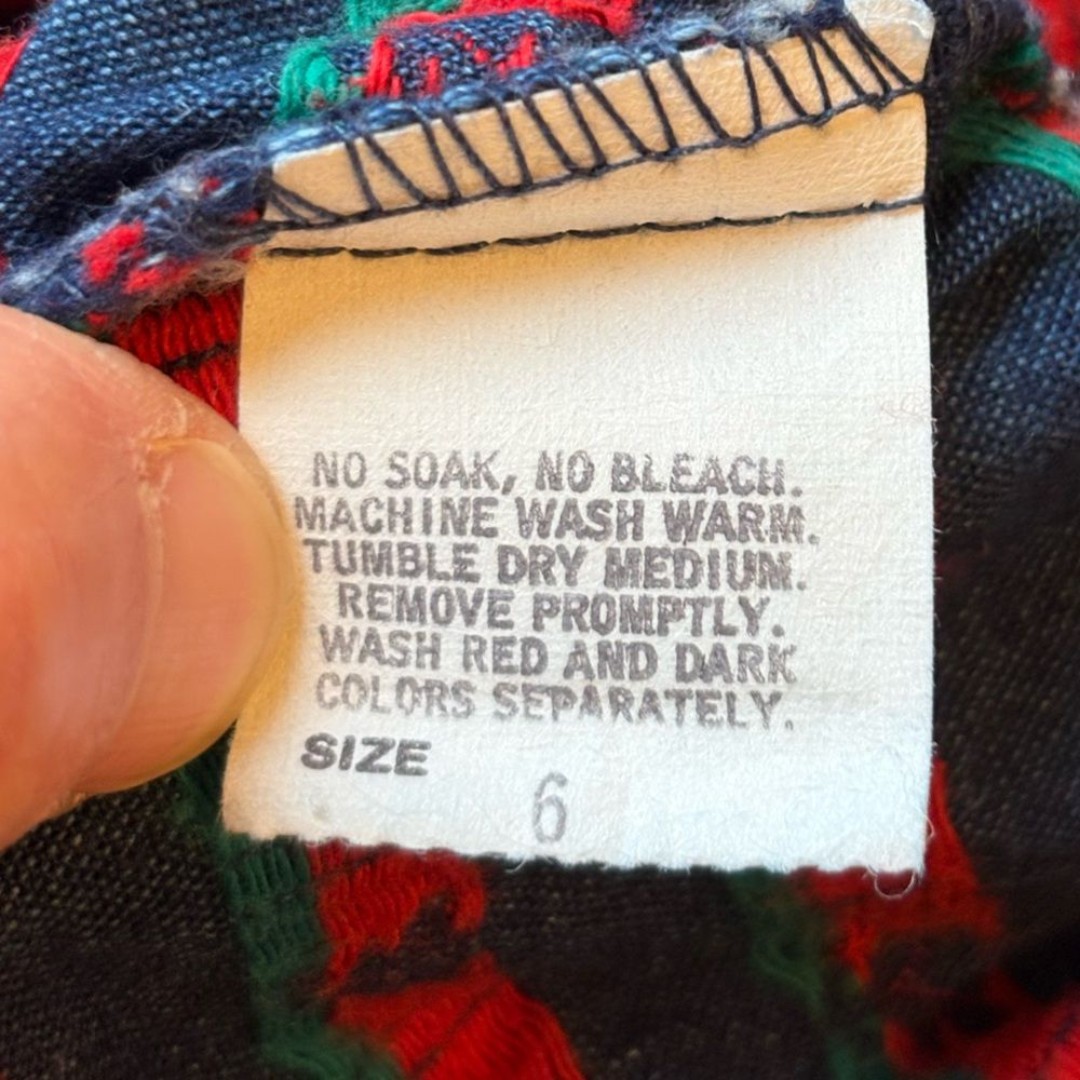 NO SOAK, NO BLEACH.
MACHINE WASH WARM.
TUMBLE DRY MEDIUM.
REMOVE PROMPTLY.
WASH RED AND DARK
COLORS SEPARATELY.
SIZE
6